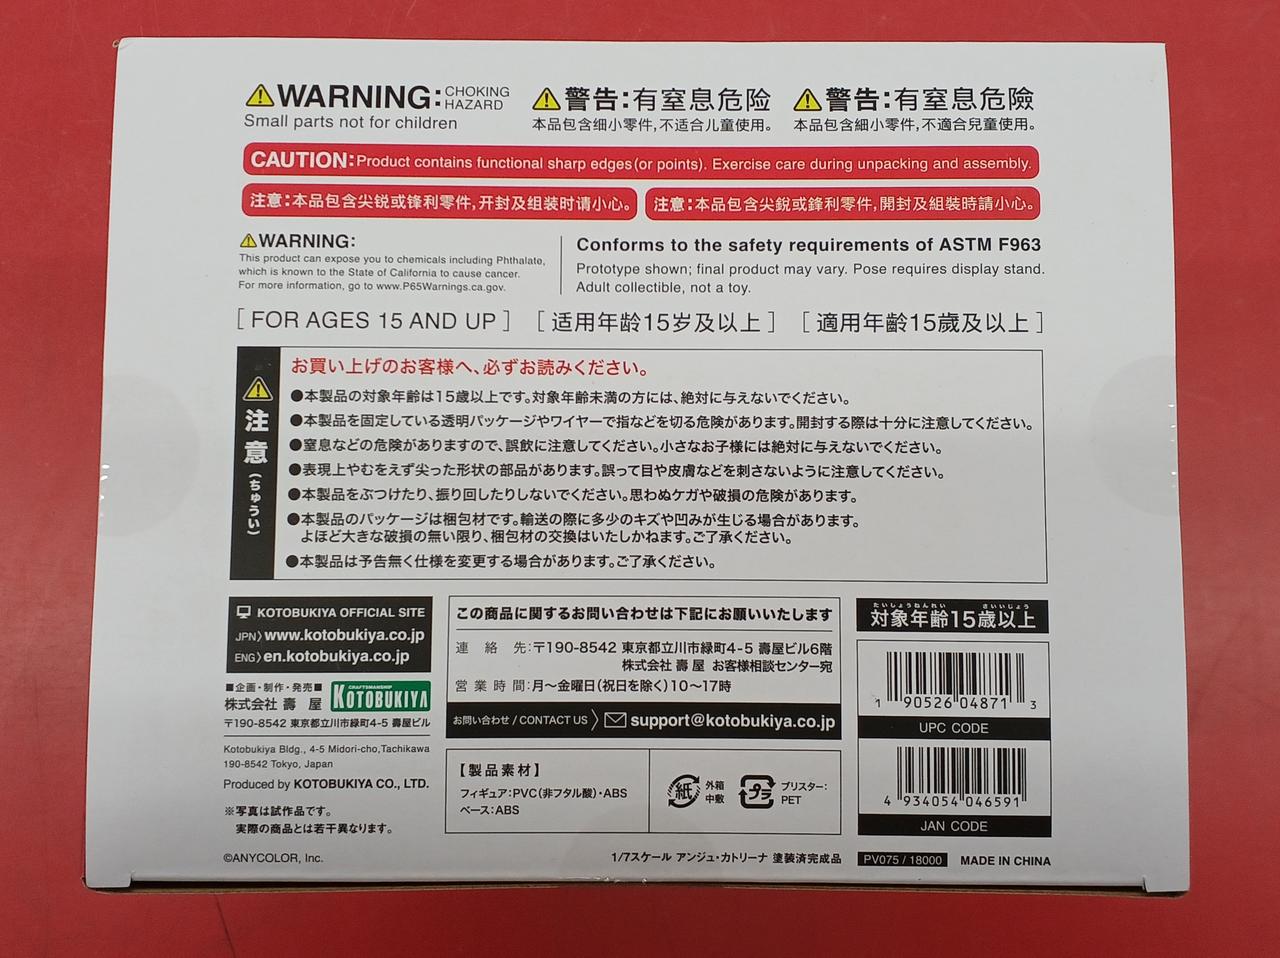 WARNING: CHOKING HAZARD
Small parts not for children
警告:有窒息危险
本品包含细小零件,不适合儿童使用。
警告:有窒息危險
本品包含細小零件,不適合兒童使用。
CAUTION: Product contains functional sharp edges(or points). Exercise care during unpacking and assembly.
注意:本品包含尖锐或锋利零件,开封及组装时请小心。
注意:本品包含尖銳或鋒利零件,開封及組裝時請小心。
WARNING:
This product can expose you to chemicals including Phthalate,
which is known to the State of California to cause cancer.
For more information, go to www.P65Warnings.ca.gov.
Conforms to the safety requirements of ASTM F963
Prototype shown; final product may vary. Pose requires display stand.
Adult collectible, not a toy.
[ FOR AGES 15 AND UP ] [ 适用年龄15岁及以上 ] [ 適用年齡15歲及以上 ]
注意(ちゅうい)
お買い上げのお客様へ、必ずお読みください。
●本製品の対象年齢は15歳以上です。対象年齢未満の方には、絶対に与えないでください。
●本製品を固定している透明パッケージやワイヤーで指などを切る危険があります。開封する際は十分に注意してください。
●窒息などの危険がありますので、誤飲に注意してください。小さなお子様には絶対に与えないでください。
●表現上やむをえず尖った形状の部品があります。誤って目や皮膚などを刺さないように注意してください。
●本製品をぶつけたり、振り回したりしないでください。思わぬケガや破損の危険があります。
●本製品のパッケージは梱包材です。輸送の際に多少のキズや凹みが生じる場合があります。
よほど大きな破損の無い限り、梱包材の交換はいたしかねます。ご了承ください。
●本製品は予告無く仕様を変更する場合があります。ご了承ください。
KOTOBUKIYA OFFICIAL SITE
JPN〉www.kotobukiya.co.jp
ENG〉en.kotobukiya.co.jp
■企画・制作・発売■
株式会社 壽 屋
CRAFTSMANSHIP
KOTOBUKIYA
〒190-8542 東京都立川市緑町4-5 壽屋ビル
Kotobukiya Bldg., 4-5 Midori-cho,Tachikawa
190-8542 Tokyo, Japan
Produced by KOTOBUKIYA CO., LTD.
※写真は試作品です。
実際の商品とは若干異なります。
©ANYCOLOR, Inc.
この商品に関するお問い合わせは下記にお願いいたします
連 絡 先:〒190-8542 東京都立川市緑町4-5 壽屋ビル6階
株式会社 壽 屋 お客様相談センター宛
営 業 時 間:月〜金曜日(祝日を除く)10〜17時
お問い合わせ / CONTACT US 〉 support@kotobukiya.co.jp
【製品素材】
フィギュア:PVC(非フタル酸)・ABS
ベース:ABS
紙
外箱
中敷
プラ
ブリスター:
PET
1/7スケール アンジュ・カトリーナ 塗装済完成品
たいしょうねんれい さいいじょう
対象年齢15歳以上
1 90526 04871 3
UPC CODE
4 934054 046591
JAN CODE
PV075 / 18000 MADE IN CHINA